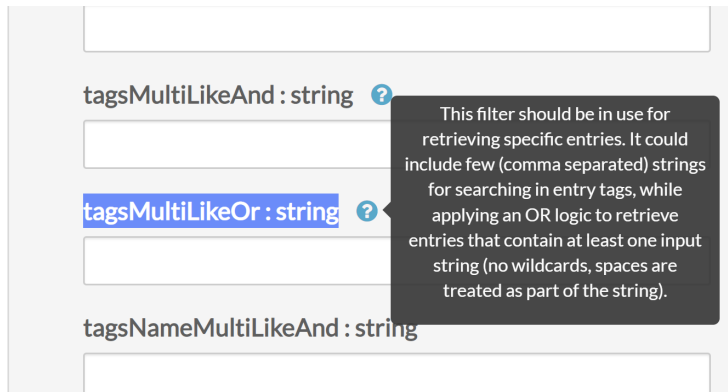 tagsMultiLikeAnd : string ?
This filter should be in use for
retrieving specific entries. It could
include few (comma separated) strings
for searching in entry tags, while
applying an OR logic to retrieve
entries that contain at least one input
string (no wildcards, spaces are
treated as part of the string).
tagsMultiLikeOr : string ?
tagsNameMultiLikeAnd : string